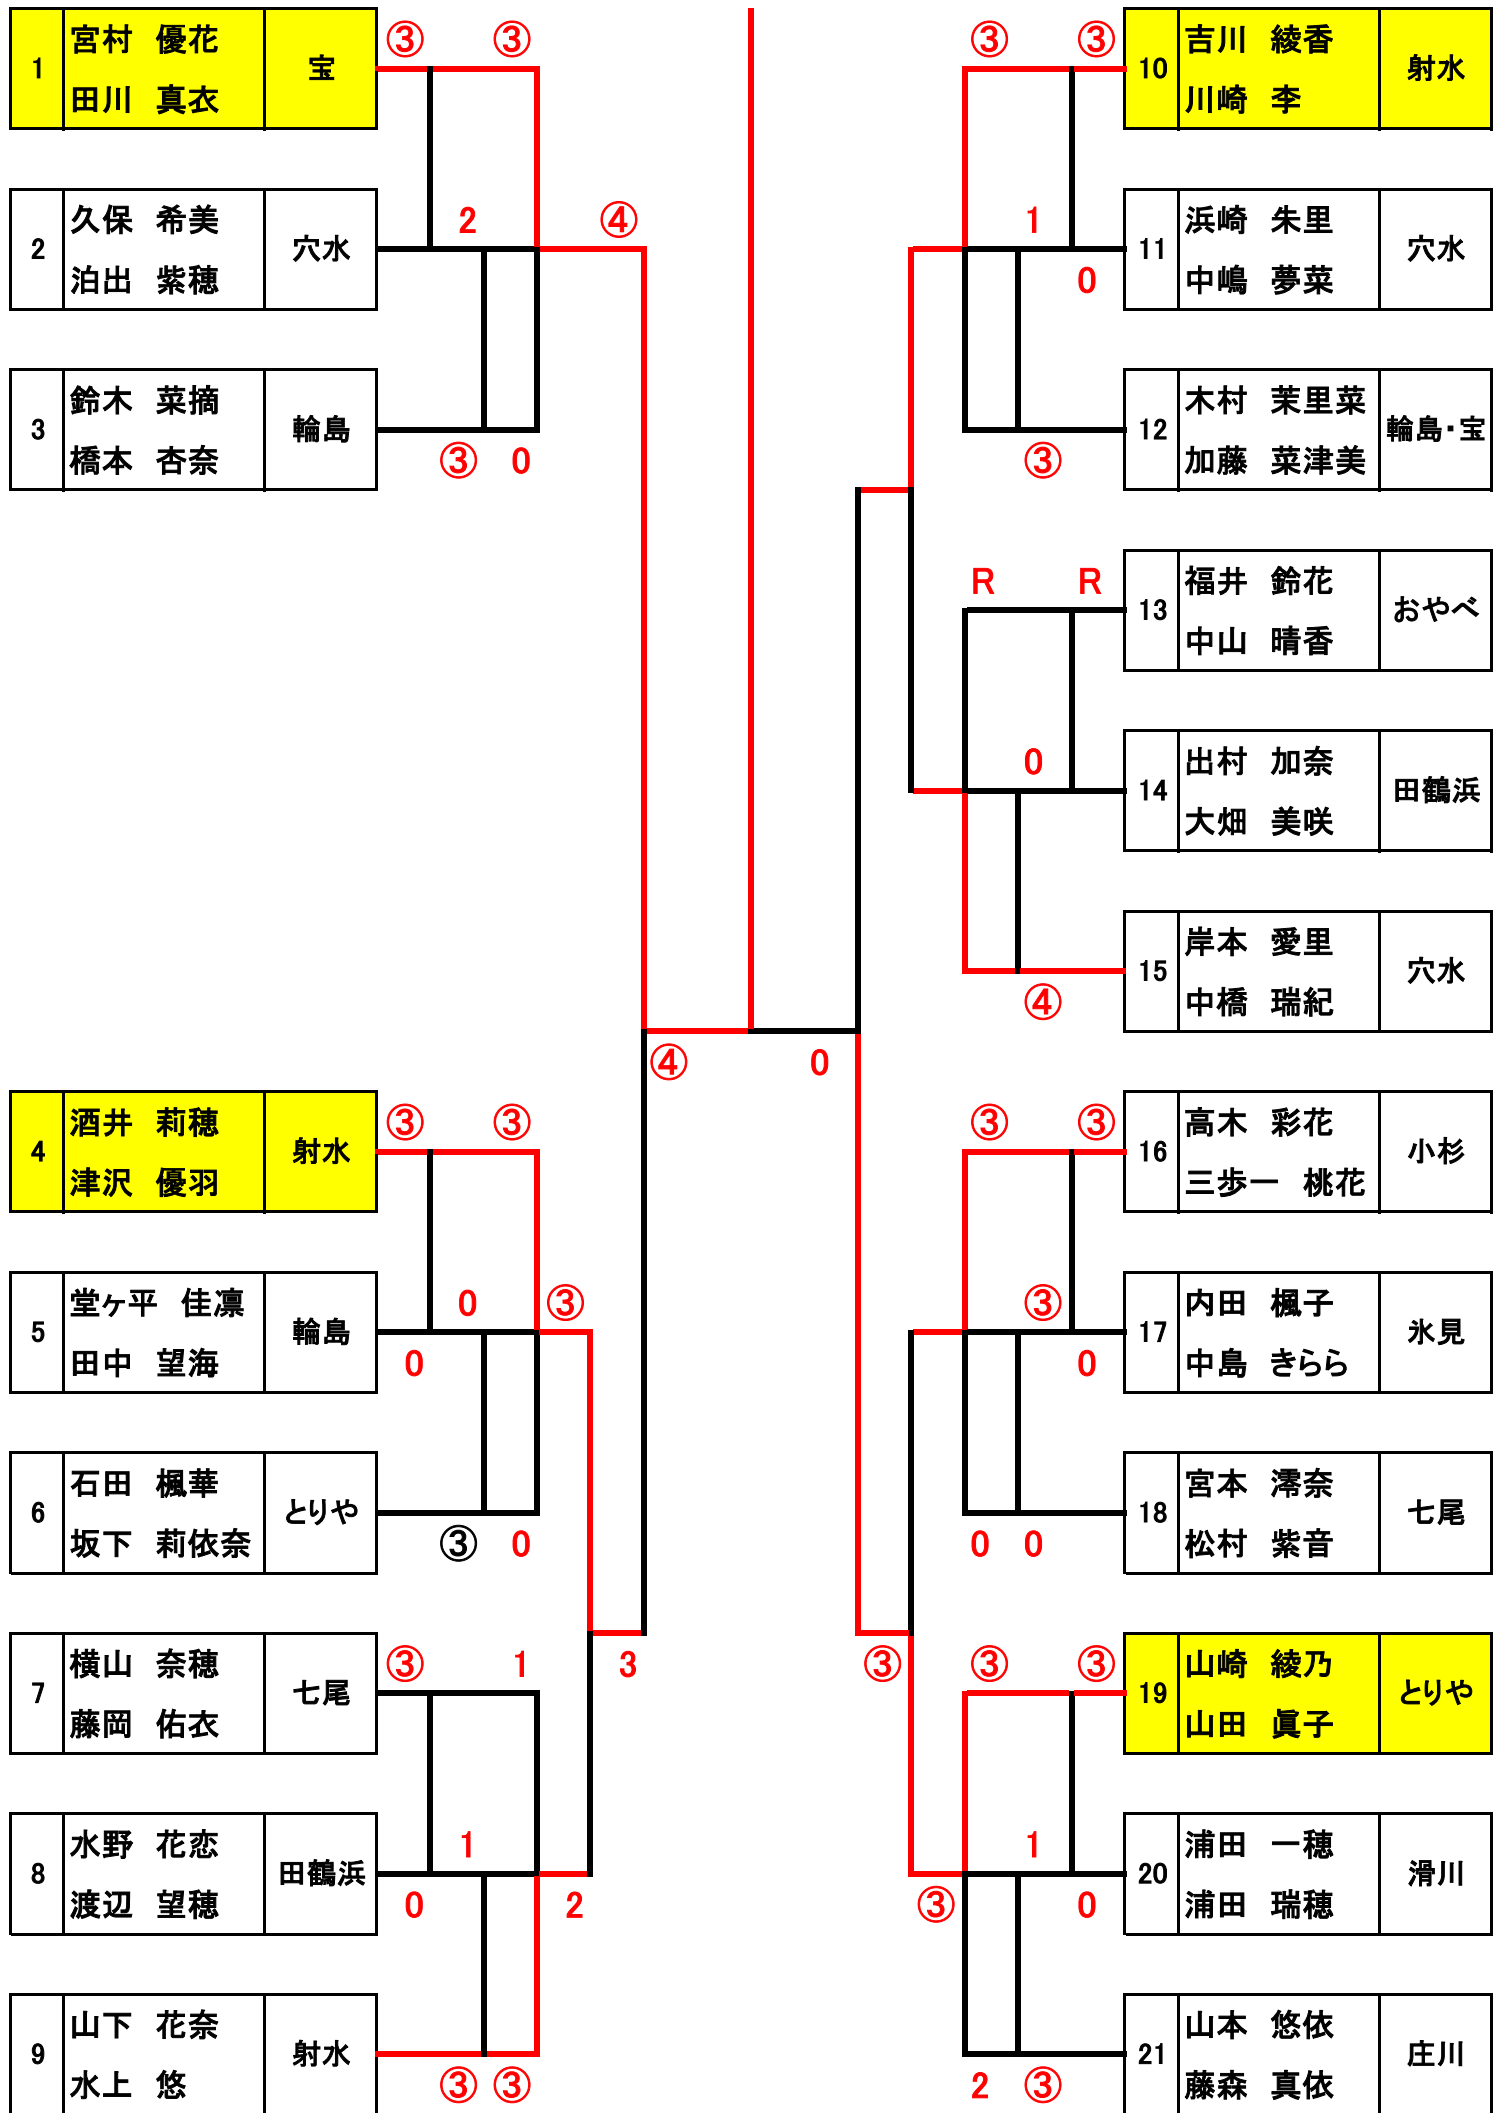 ③ ③
1 宮村 優花 田川 真衣 宝
2 ④
2 久保 希美 泊出 紫穂 穴水
3 鈴木 菜摘 橋本 杏奈 輪島
③ 0
③ ③
4 酒井 莉穂 津沢 優羽 射水
0 ③
5 堂ヶ平 佳凛 田中 望海 輪島
0
6 石田 楓華 坂下 莉依奈 とりや
③ 0
③ 1 3
7 横山 奈穂 藤岡 佑衣 七尾
1
8 水野 花恋 渡辺 望穂 田鶴浜
0 2
9 山下 花奈 水上 悠 射水
③ ③
④ 0
③ ③
10 吉川 綾香 川崎 李 射水
1
11 浜崎 朱里 中嶋 夢菜 穴水
0
12 木村 茉里菜 加藤 菜津美 輪島・宝
③
R R
13 福井 鈴花 中山 晴香 おやべ
0
14 出村 加奈 大畑 美咲 田鶴浜
15 岸本 愛里 中橋 瑞紀 穴水
④
③ ③
16 高木 彩花 三歩一 桃花 小杉
③
17 内田 楓子 中島 きらら 氷見
0
18 宮本 澪奈 松村 紫音 七尾
0 0
③ ③ ③
19 山崎 綾乃 山田 眞子 とりや
1
20 浦田 一穂 浦田 瑞穂 滑川
③ 0
21 山本 悠依 藤森 真依 庄川
2 ③